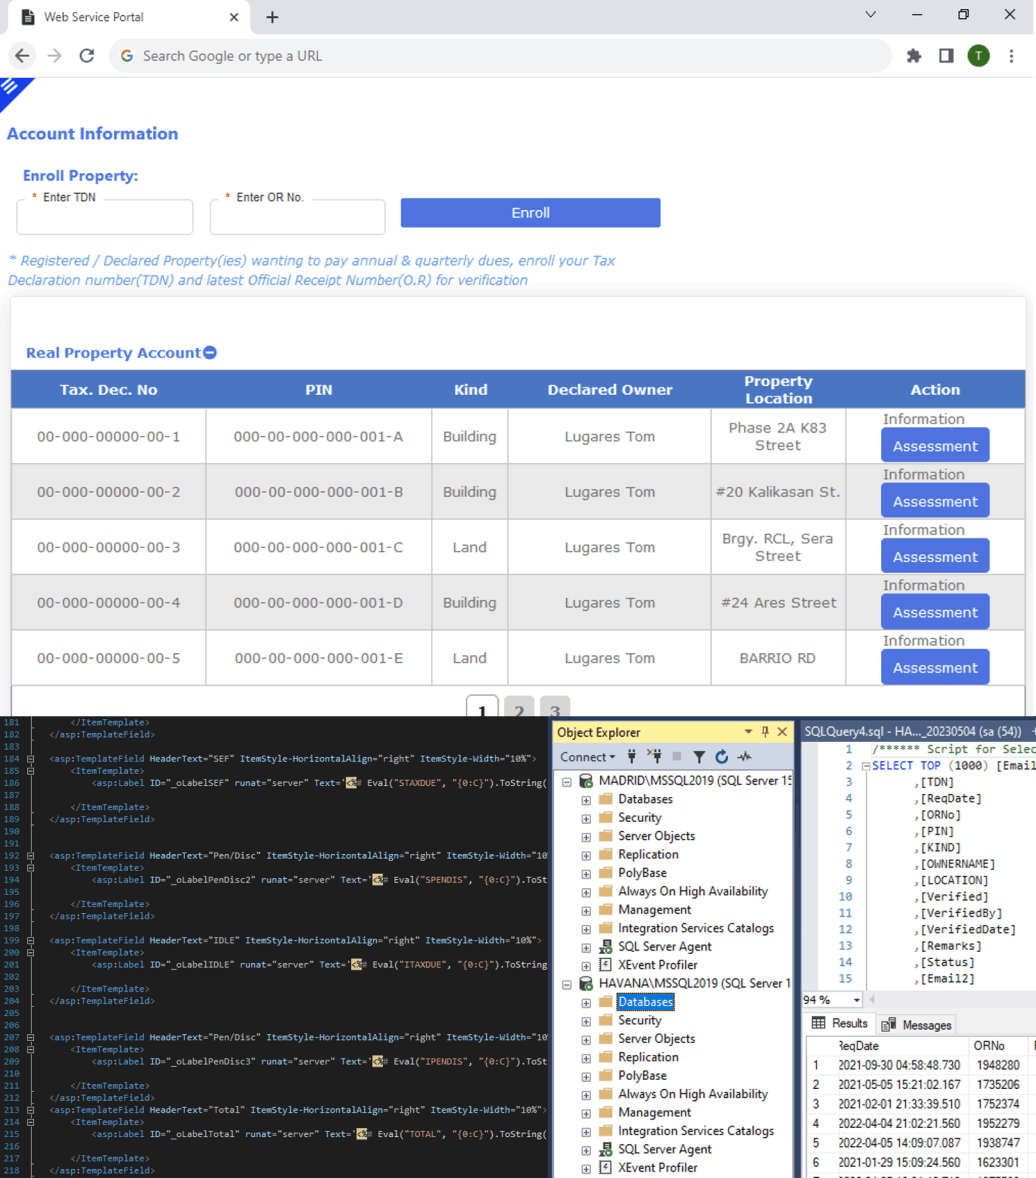 Web Service Portal
Search Google or type a URL
T
Account Information
Enroll Property:
* Enter TDN
* Enter OR No.
Enroll
* Registered / Declared Property(ies) wanting to pay annual & quarterly dues, enroll your Tax
Declaration number(TDN) and latest Official Receipt Number(O.R) for verification
Real Property Account
Tax. Dec. No PIN Kind Declared Owner Property Location Action
00-000-00000-00-1 000-00-000-000-001-A Building Lugares Tom Phase 2A K83 Street Information Assessment
00-000-00000-00-2 000-00-000-000-001-B Building Lugares Tom #20 Kalikasan St. Information Assessment
00-000-00000-00-3 000-00-000-000-001-C Land Lugares Tom Brgy. RCL, Sera Street Information Assessment
00-000-00000-00-4 000-00-000-000-001-D Building Lugares Tom #24 Ares Street Information Assessment
00-000-00000-00-5 000-00-000-000-001-E Land Lugares Tom BARRIO RD Information Assessment
1 2 3
181 </ItemTemplate>
182 </asp:TemplateField>
183
184 <asp:TemplateField HeaderText="SEF" ItemStyle-HorizontalAlign="right" ItemStyle-Width="10%">
185 <ItemTemplate>
186 <asp:Label ID="_oLabelSEF" runat="server" Text='<%# Eval("STAXDUE", "{0:C}").ToString(
187
188 </ItemTemplate>
189 </asp:TemplateField>
190
191
192 <asp:TemplateField HeaderText="Pen/Disc" ItemStyle-HorizontalAlign="right" ItemStyle-Width="10%
193 <ItemTemplate>
194 <asp:Label ID="_oLabelPenDisc2" runat="server" Text='<%# Eval("SPENDIS", "{0:C}").ToSt
195
196 </ItemTemplate>
197 </asp:TemplateField>
198
199 <asp:TemplateField HeaderText="IDLE" ItemStyle-HorizontalAlign="right" ItemStyle-Width="10%">
200 <ItemTemplate>
201 <asp:Label ID="_oLabelIDLE" runat="server" Text='<%# Eval("ITAXDUE", "{0:C}").ToString
202
203 </ItemTemplate>
204 </asp:TemplateField>
205
206
207 <asp:TemplateField HeaderText="Pen/Disc" ItemStyle-HorizontalAlign="right" ItemStyle-Width="10%
208 <ItemTemplate>
209 <asp:Label ID="_oLabelPenDisc3" runat="server" Text='<%# Eval("IPENDIS", "{0:C}").ToSt
210
211 </ItemTemplate>
212 </asp:TemplateField>
213 <asp:TemplateField HeaderText="Total" ItemStyle-HorizontalAlign="right" ItemStyle-Width="10%">
214 <ItemTemplate>
215 <asp:Label ID="_oLabelTotal" runat="server" Text='<%# Eval("TOTAL", "{0:C}").ToString(
216
217 </ItemTemplate>
218 </asp:TemplateField>
Object Explorer
Connect
MADRID\MSSQL2019 (SQL Server 15
Databases
Security
Server Objects
Replication
PolyBase
Always On High Availability
Management
Integration Services Catalogs
SQL Server Agent
XEvent Profiler
HAVANA\MSSQL2019 (SQL Server 1
Databases
Security
Server Objects
Replication
PolyBase
Always On High Availability
Management
Integration Services Catalogs
SQL Server Agent
XEvent Profiler
SQLQuery4.sql - HA..._20230504 (sa (54))
1 /****** Script for Selec
2 SELECT TOP (1000) [Email
3 ,[TDN]
4 ,[ReqDate]
5 ,[ORNo]
6 ,[PIN]
7 ,[KIND]
8 ,[OWNERNAME]
9 ,[LOCATION]
10 ,[Verified]
11 ,[VerifiedBy]
12 ,[VerifiedDate]
13 ,[Remarks]
14 ,[Status]
15 ,[Email2]
94 %
Results Messages
ReqDate ORNo
1 2021-09-30 04:58:48.730 1948280
2 2021-05-05 15:21:02.167 1735206
3 2021-02-01 21:33:39.510 1752374
4 2022-04-04 21:02:21.560 1952279
5 2022-04-05 14:09:07.087 1938747
6 2021-01-29 15:09:24.560 1623301